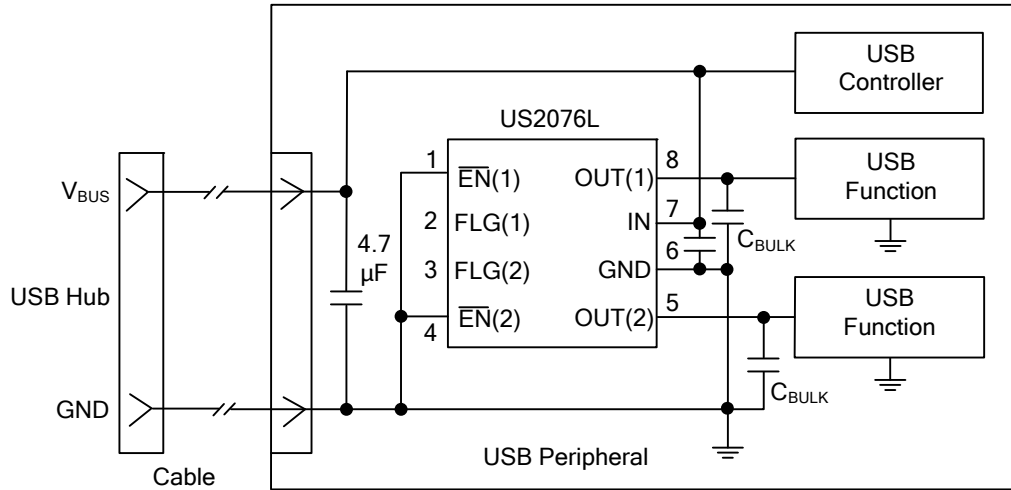 USB
Controller
US2076L
1
EN(1)
OUT(1)
8
USB
Function
V_BUS
2
FLG(1)
IN
7
4.7
µF
C_BULK
3
FLG(2)
GND
6
USB Hub
4
EN(2)
OUT(2)
5
USB
Function
C_BULK
GND
USB Peripheral
Cable